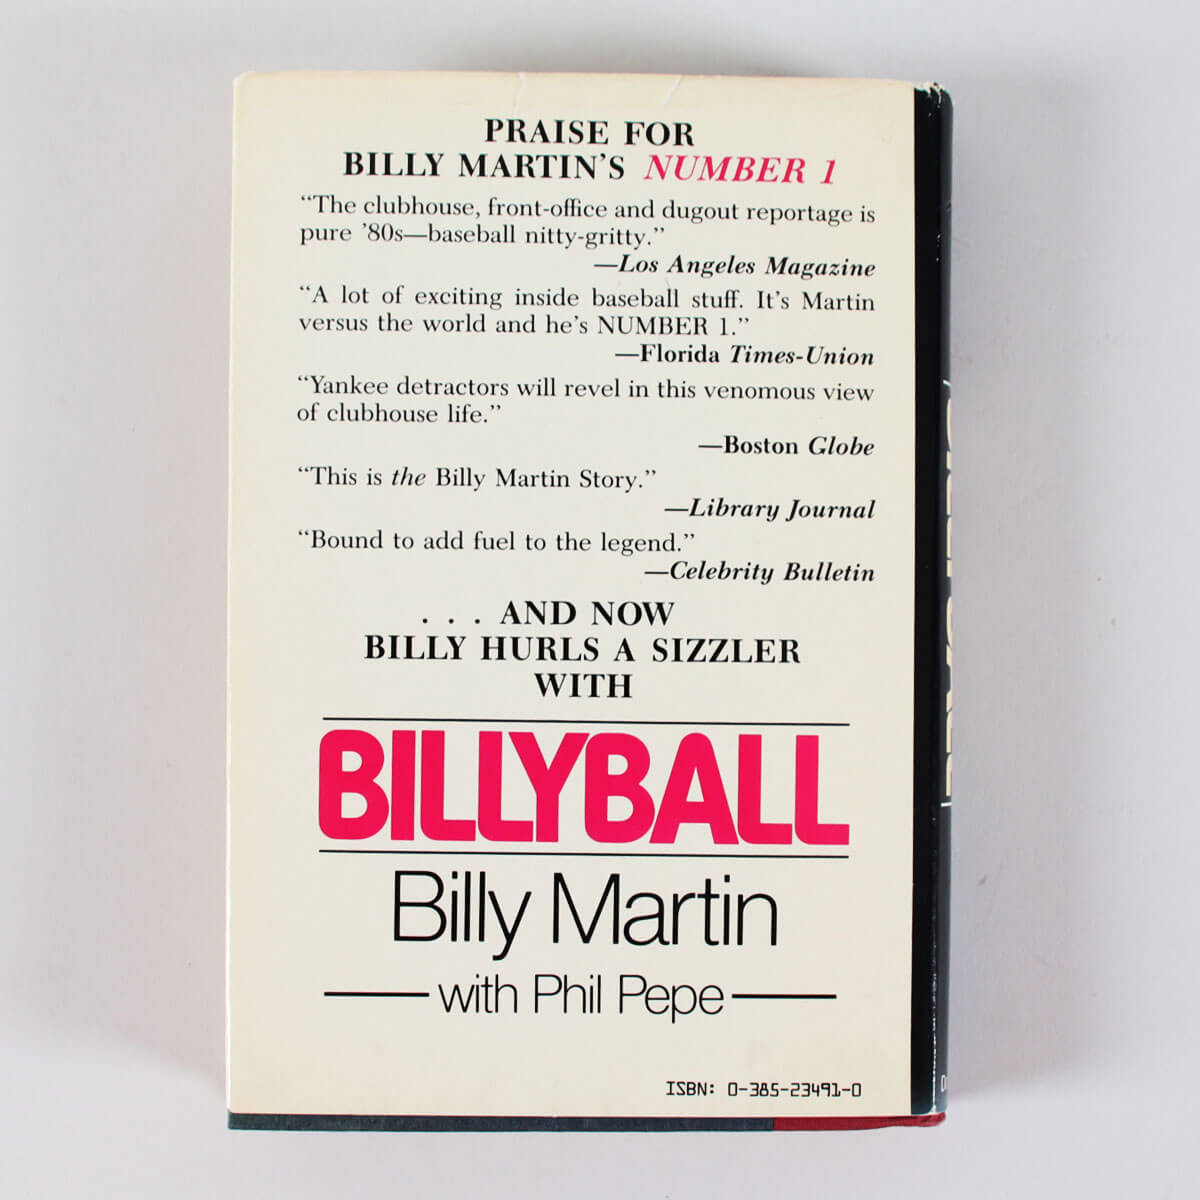 PRAISE FOR
BILLY MARTIN'S NUMBER 1
“The clubhouse, front-office and dugout reportage is
pure ’80s—baseball nitty-gritty.”
—Los Angeles Magazine
“A lot of exciting inside baseball stuff. It’s Martin
versus the world and he’s NUMBER 1.”
—Florida Times-Union
“Yankee detractors will revel in this venomous view
of clubhouse life.”
—Boston Globe
“This is the Billy Martin Story.”
—Library Journal
“Bound to add fuel to the legend.”
—Celebrity Bulletin
. . . AND NOW
BILLY HURLS A SIZZLER
WITH
BILLYBALL
Billy Martin
with Phil Pepe
ISBN: 0-385-23491-0